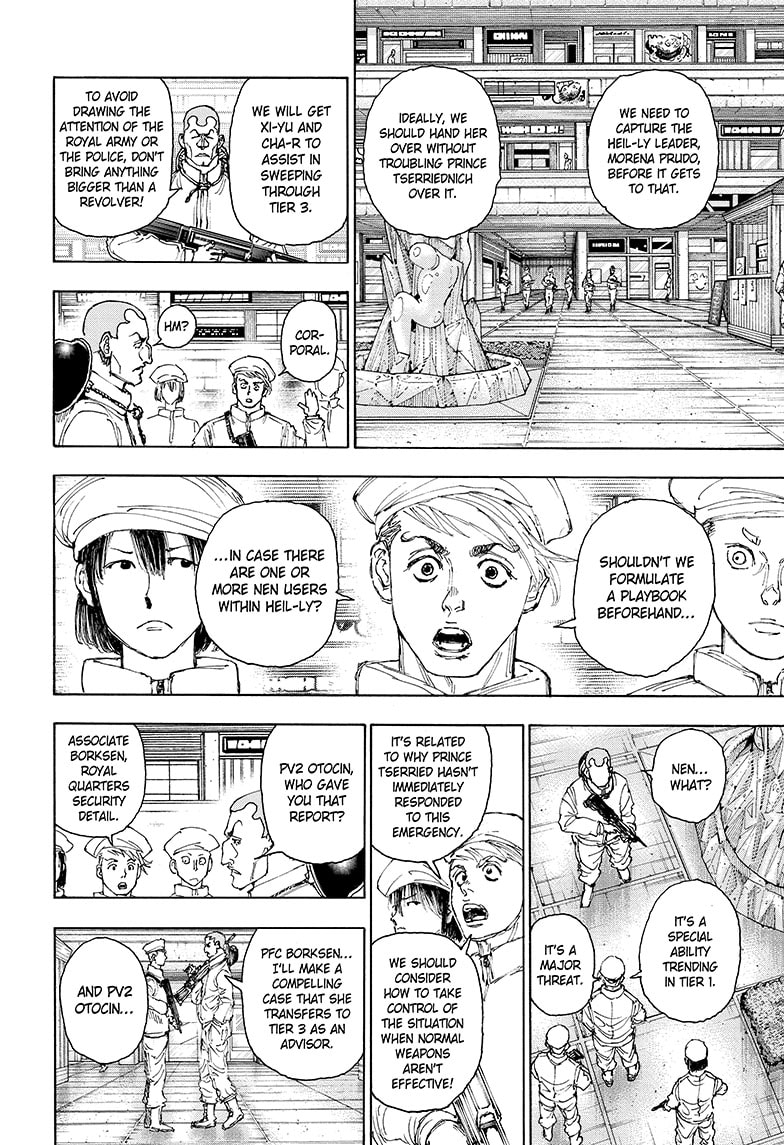 WE NEED TO
CAPTURE THE
HEIL-LY LEADER,
MORENA PRUDO,
BEFORE IT GETS
TO THAT.
IDEALLY, WE
SHOULD HAND HER
OVER WITHOUT
TROUBLING PRINCE
TSERRIEDNICH
OVER IT.
WE WILL GET
XI-YU AND
CHA-R TO
ASSIST IN
SWEEPING
THROUGH
TIER 3.
TO AVOID
DRAWING THE
ATTENTION OF THE
ROYAL ARMY OR
THE POLICE, DON'T
BRING ANYTHING
BIGGER THAN A
REVOLVER!
COR-
PORAL.
HM?
SHOULDN'T WE
FORMULATE
A PLAYBOOK
BEFOREHAND...
...IN CASE THERE
ARE ONE OR
MORE NEN USERS
WITHIN HEIL-LY?
NEN...
WHAT?
IT'S A
SPECIAL
ABILITY
TRENDING
IN TIER 1.
IT'S A
MAJOR
THREAT.
IT'S RELATED
TO WHY PRINCE
TSERRIED HASN'T
IMMEDIATELY
RESPONDED
TO THIS
EMERGENCY.
WE SHOULD
CONSIDER
HOW TO TAKE
CONTROL OF
THE SITUATION
WHEN NORMAL
WEAPONS
AREN'T
EFFECTIVE!
PV2 OTOCIN,
WHO GAVE
YOU THAT
REPORT?
ASSOCIATE
BORKSEN,
ROYAL
QUARTERS
SECURITY
DETAIL.
PFC BORKSEN...
I'LL MAKE A
COMPELLING
CASE THAT SHE
TRANSFERS TO
TIER 3 AS AN
ADVISOR.
AND PV2
OTOCIN...